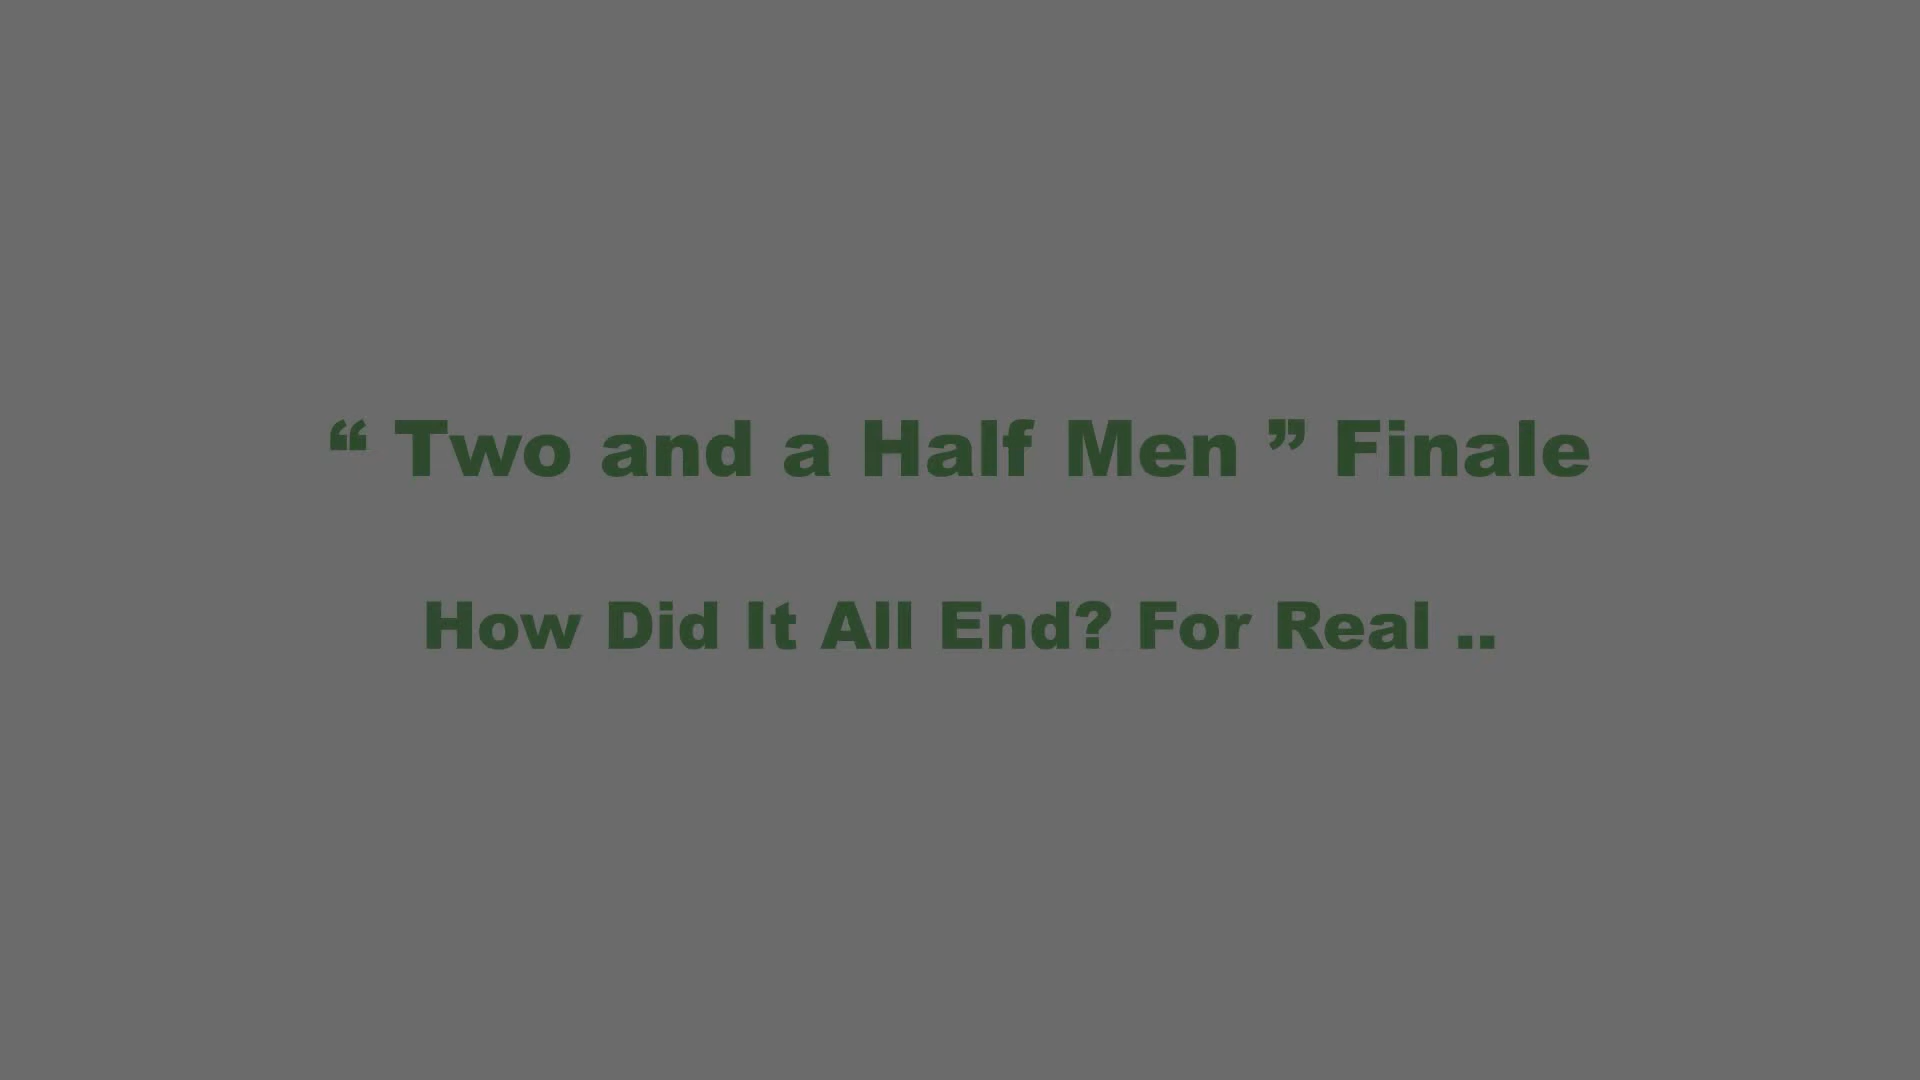 “ Two and a Half Men ” Finale
How Did It All End? For Real ..